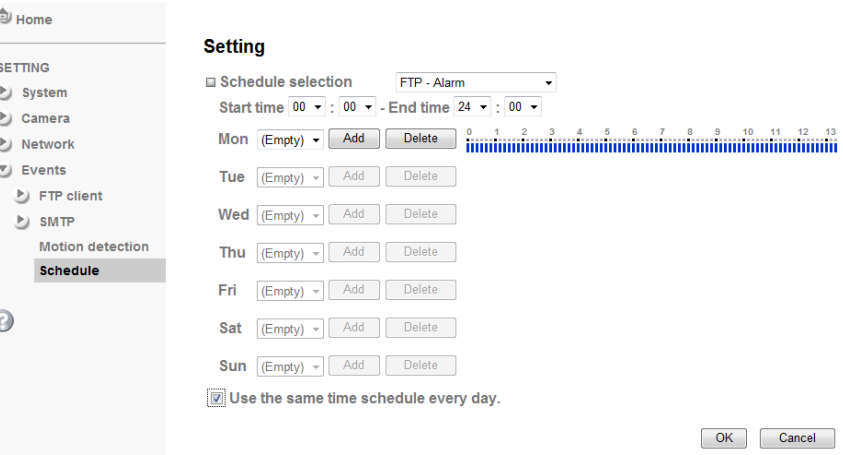 Home
SETTING
System
Camera
Network
Events
FTP client
SMTP
Motion detection
Schedule
Setting
Schedule selection FTP - Alarm
Start time 00 : 00 - End time 24 : 00
Mon (Empty) Add Delete 0 1 2 3 4 5 6 7 8 9 10 11 12 13
Tue (Empty) Add Delete
Wed (Empty) Add Delete
Thu (Empty) Add Delete
Fri (Empty) Add Delete
Sat (Empty) Add Delete
Sun (Empty) Add Delete
Use the same time schedule every day.
OK Cancel